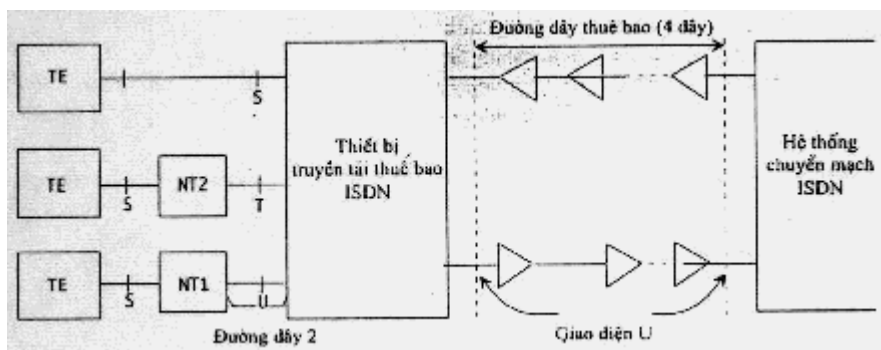 Đường dây thuê bao (4 dây)
TE
S
Thiết bị
truyền tải thuê bao
ISDN
Hệ thống
chuyển mạch
ISDN
TE
S
NT2
T
TE
S
NT1
U
Đường dây 2
Giao diện U